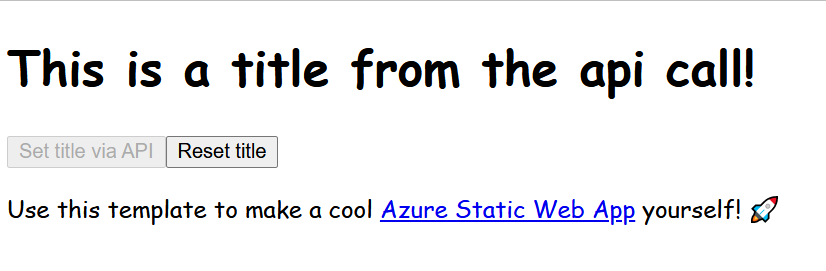 This is a title from the api call!
Set title via API Reset title
Use this template to make a cool Azure Static Web App yourself! 🚀